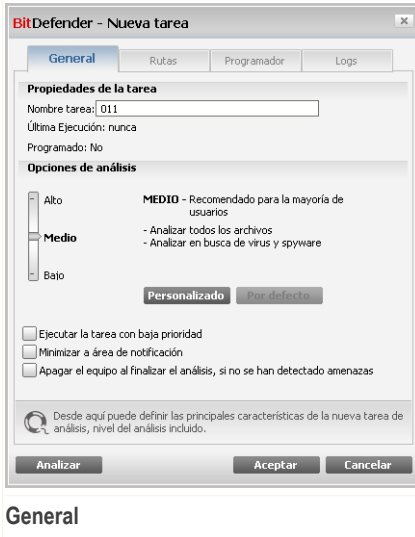 BitDefender - Nueva tarea
General Rutas Programador Logs
Propiedades de la tarea
Nombre tarea: 011
Última Ejecución: nunca
Programado: No
Opciones de análisis
Alto
MEDIO - Recomendado para la mayoría de
usuarios
Medio
- Analizar todos los archivos
- Analizar en busca de virus y spyware
Bajo
Personalizado Por defecto
Ejecutar la tarea con baja prioridad
Minimizar a área de notificación
Apagar el equipo al finalizar el análisis, si no se han detectado amenazas
Desde aquí puede definir las principales características de la nueva tarea de
análisis, nivel del análisis incluido.
Analizar Aceptar Cancelar
General